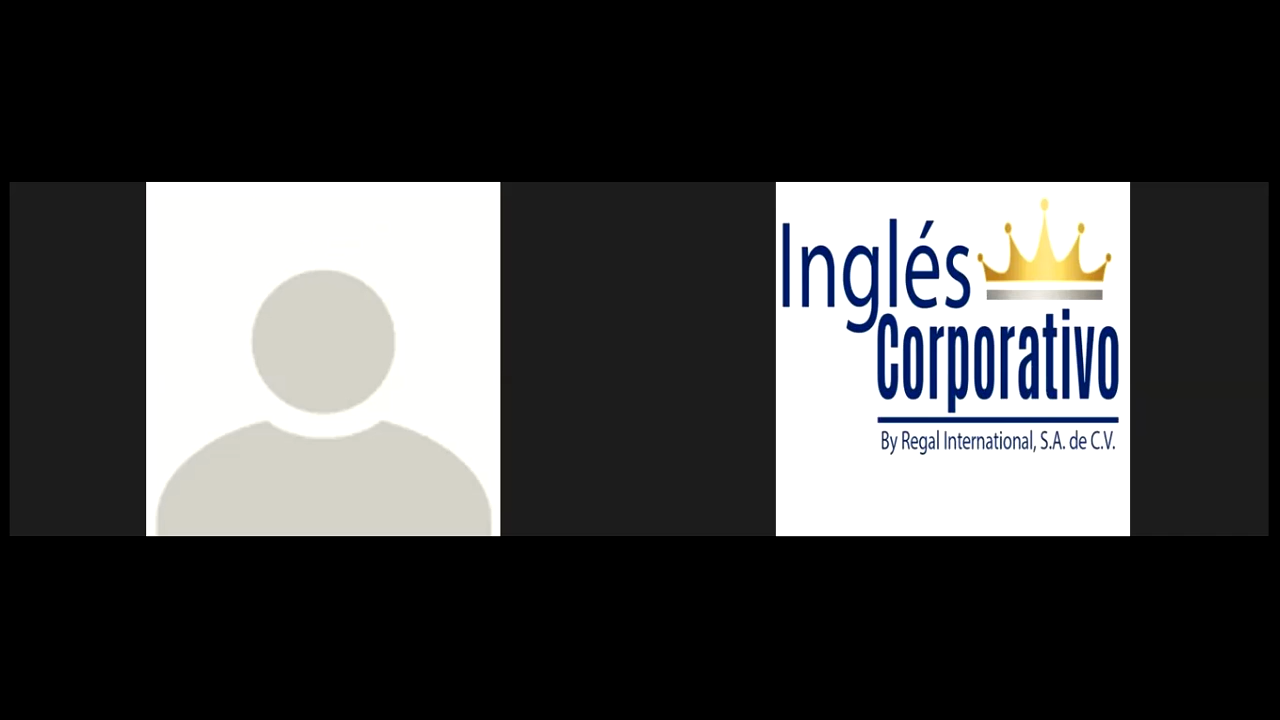 Inglés
Corporativo
By Regal International, S.A. de C.V.